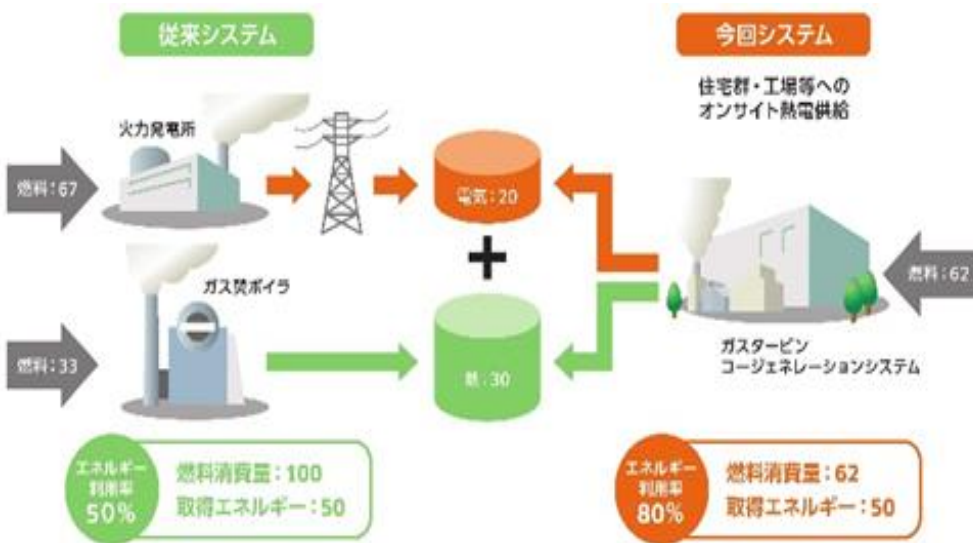 従来システム
今回システム
住宅群・工場等への
オンサイト熱電供給
火力発電所
燃料:67
電気:20
+
燃料:62
ガス焚ボイラ
燃料:33
熱:30
ガスタービン
コージェネレーションシステム
エネルギー
利用率
50%
燃料消費量:100
取得エネルギー:50
エネルギー
利用率
80%
燃料消費量:62
取得エネルギー:50